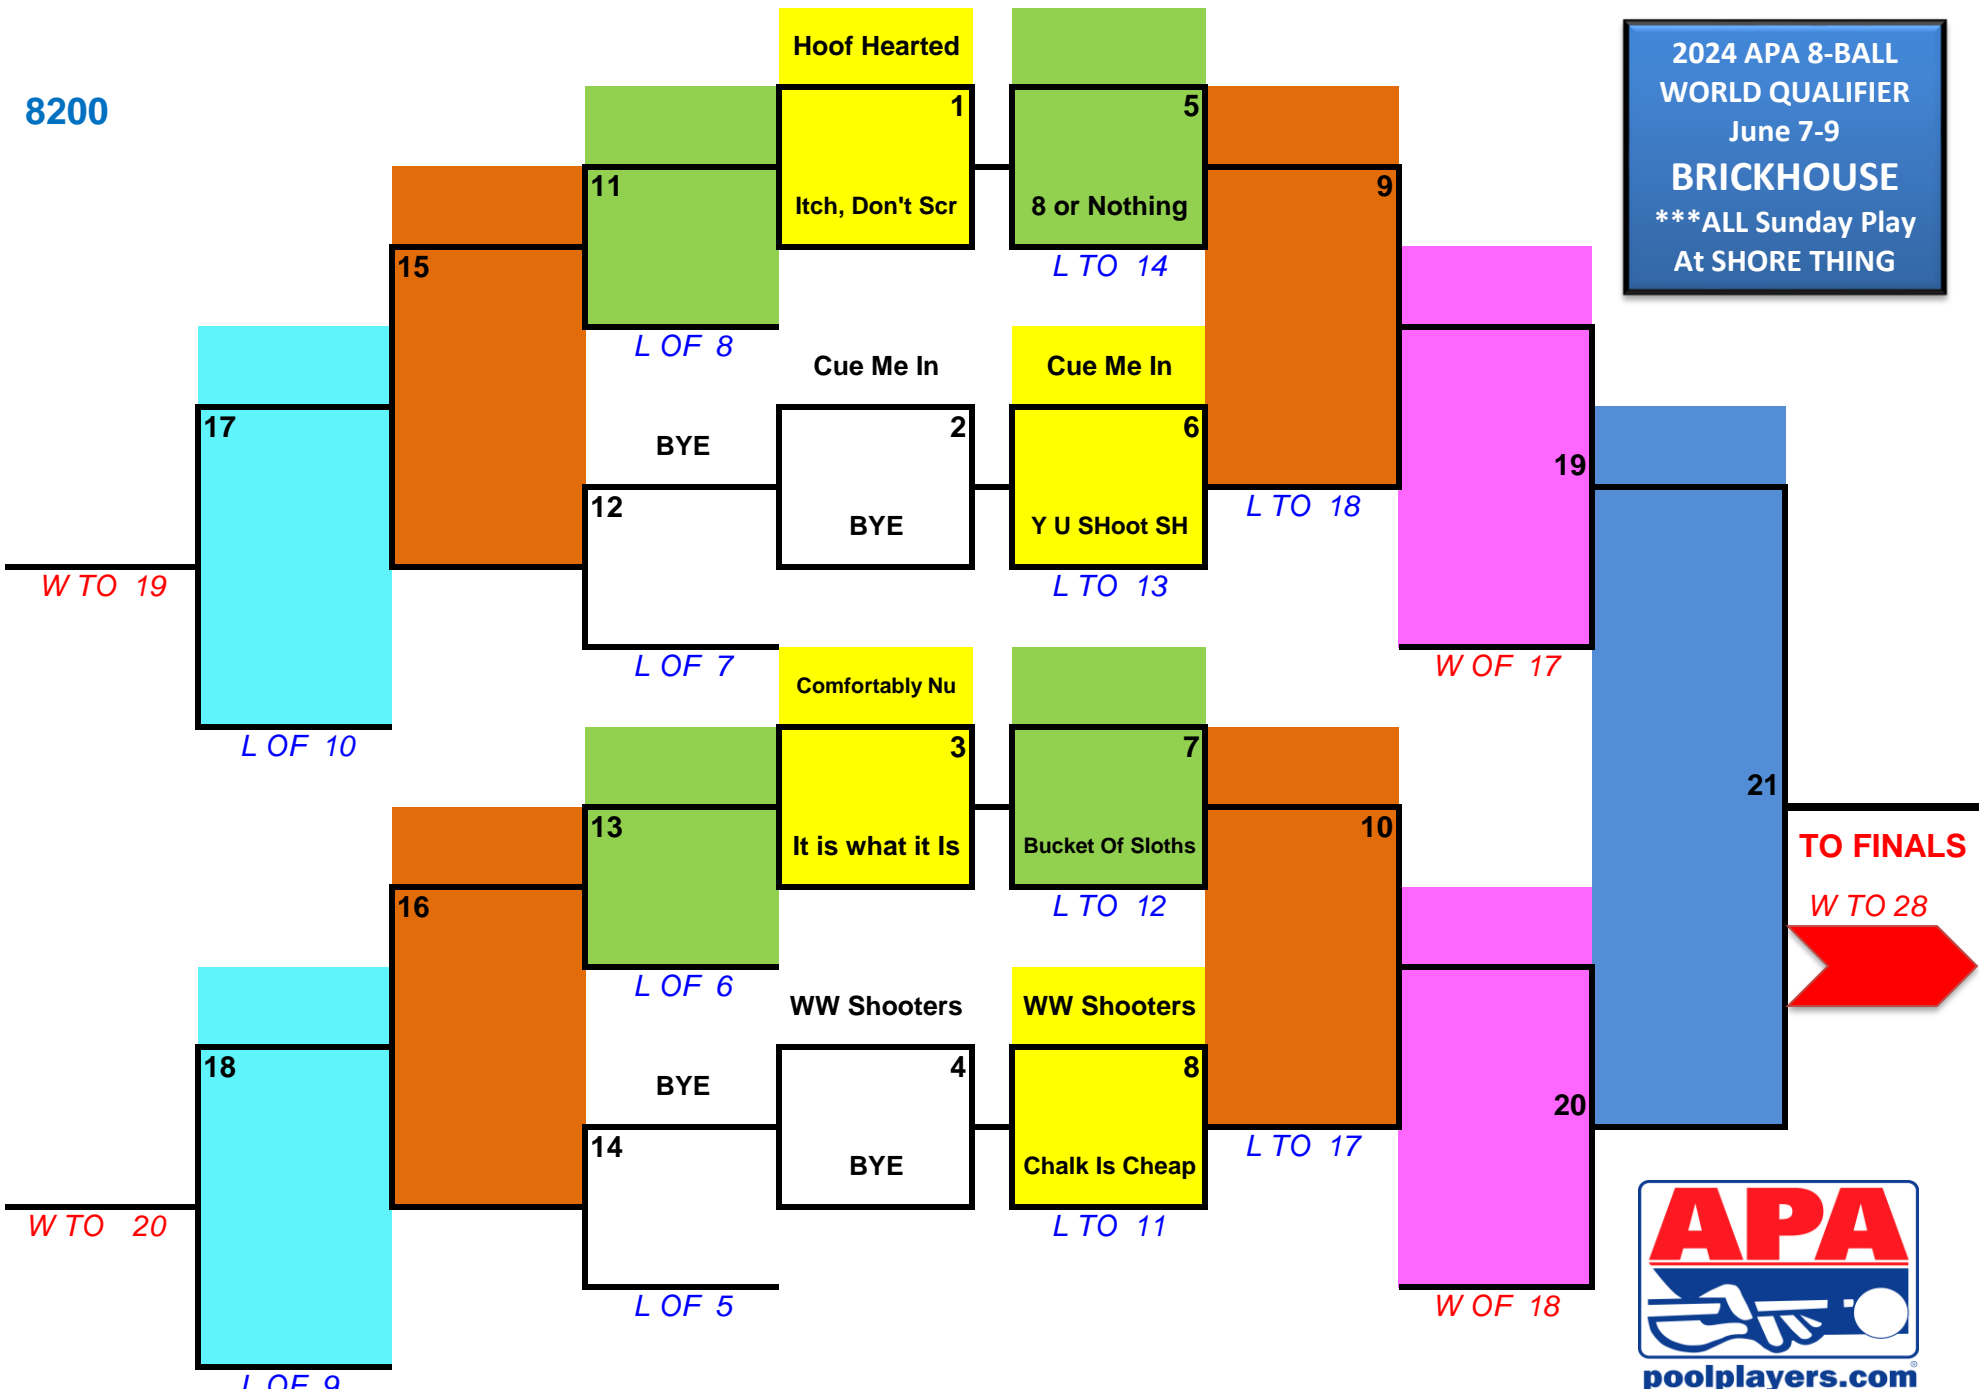 Hoof Hearted
2024 APA 8-BALL
WORLD QUALIFIER
June 7-9
BRICKHOUSE
***ALL Sunday Play
At SHORE THING
8200
1
5
11
Itch, Don't Scr
8 or Nothing
9
15
L TO 14
L OF 8
Cue Me In
Cue Me In
17
BYE
2
6
19
12
BYE
Y U SHoot SH
L TO 18
W TO 19
L TO 13
L OF 7
W OF 17
Comfortably Nu
L OF 10
3
7
21
13
It is what it Is
Bucket Of Sloths
10
TO FINALS
16
L TO 12
W TO 28
L OF 6
WW Shooters
WW Shooters
18
BYE
4
8
20
14
BYE
Chalk Is Cheap
L TO 17
W TO 20
L TO 11
L OF 5
W OF 18
APA
L OF 9
poolplayers.com